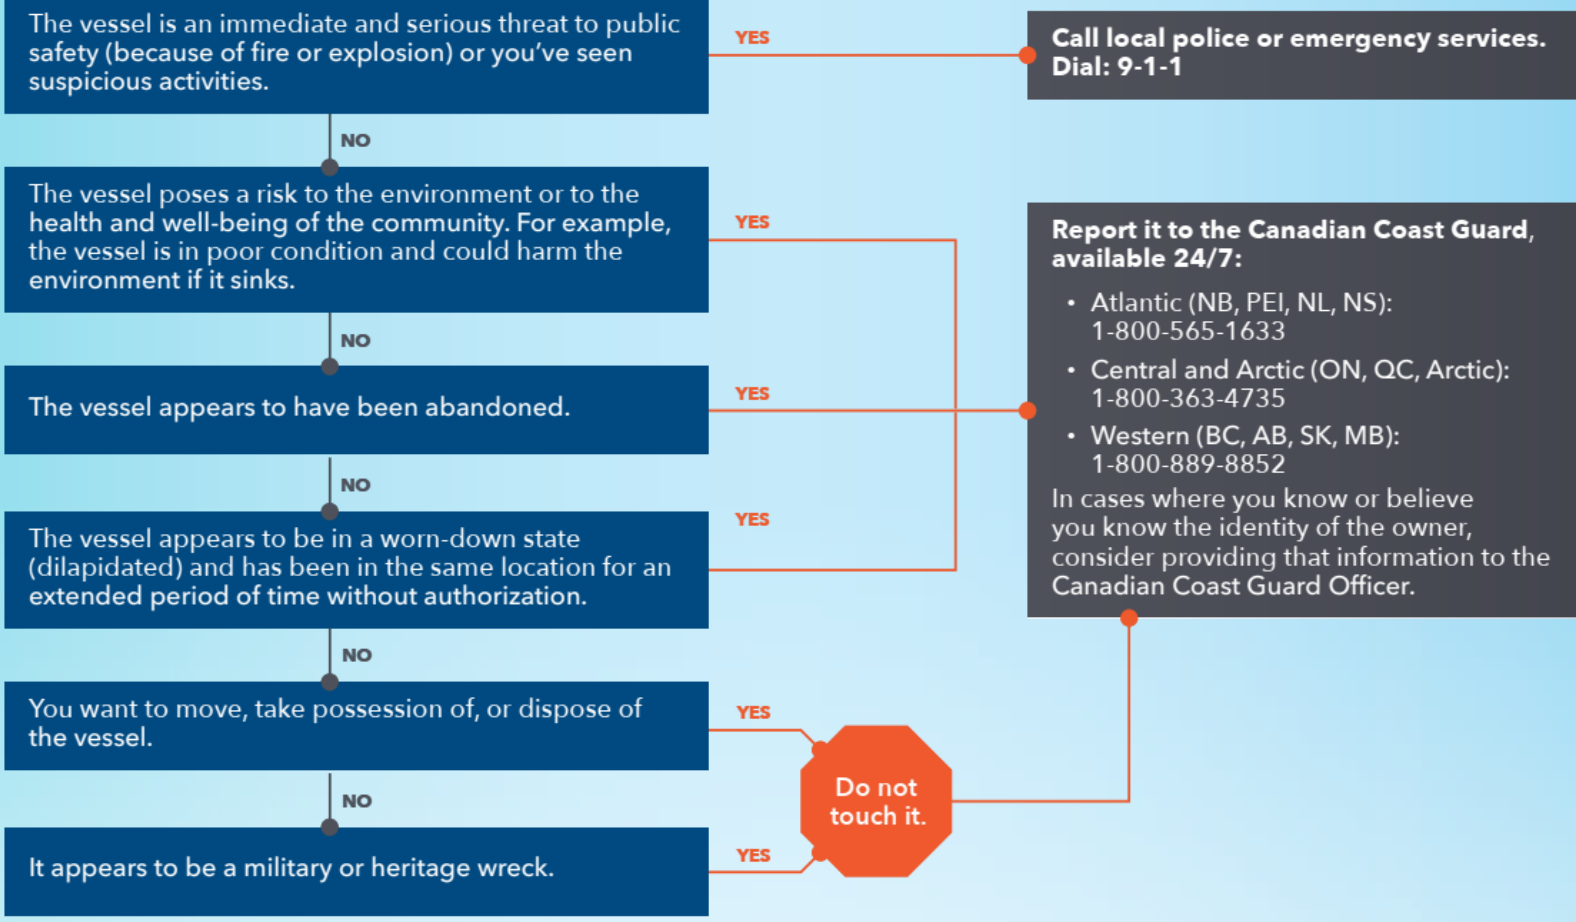 The vessel is an immediate and serious threat to public
safety (because of fire or explosion) or you've seen
suspicious activities.
YES
Call local police or emergency services.
Dial: 9-1-1
NO
The vessel poses a risk to the environment or to the
health and well-being of the community. For example,
the vessel is in poor condition and could harm the
environment if it sinks.
YES
Report it to the Canadian Coast Guard,
available 24/7:
• Atlantic (NB, PEI, NL, NS):
1-800-565-1633
• Central and Arctic (ON, QC, Arctic):
1-800-363-4735
• Western (BC, AB, SK, MB):
1-800-889-8852
In cases where you know or believe
you know the identity of the owner,
consider providing that information to the
Canadian Coast Guard Officer.
NO
The vessel appears to have been abandoned.
YES
NO
The vessel appears to be in a worn-down state
(dilapidated) and has been in the same location for an
extended period of time without authorization.
YES
NO
You want to move, take possession of, or dispose of
the vessel.
YES
Do not
touch it.
NO
It appears to be a military or heritage wreck.
YES